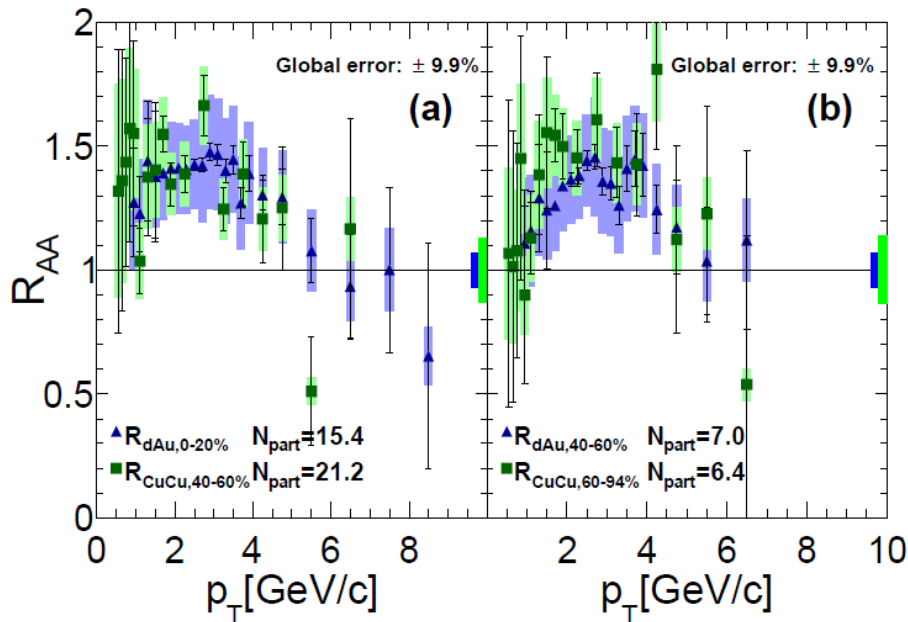 2
1.5
1
0.5
0
R_AA
Global error: ± 9.9%
(a)
R_dAu,0-20% N_part=15.4
R_CuCu,40-60% N_part=21.2
0 2 4 6 8
p_T[GeV/c]
Global error: ± 9.9%
(b)
R_dAu,40-60% N_part=7.0
R_CuCu,60-94% N_part=6.4
2 4 6 8 10
p_T[GeV/c]